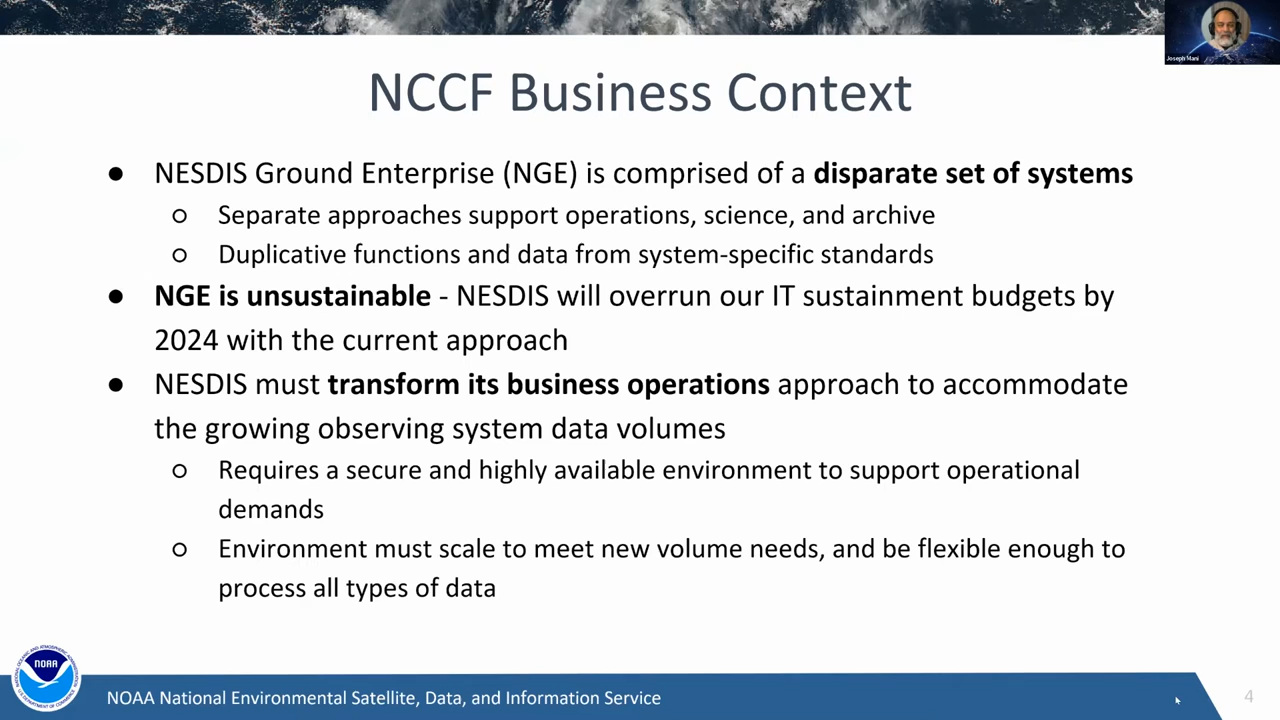 Joseph Mani
NCCF Business Context
● NESDIS Ground Enterprise (NGE) is comprised of a disparate set of systems
○ Separate approaches support operations, science, and archive
○ Duplicative functions and data from system-specific standards
● NGE is unsustainable - NESDIS will overrun our IT sustainment budgets by
2024 with the current approach
● NESDIS must transform its business operations approach to accommodate
the growing observing system data volumes
○ Requires a secure and highly available environment to support operational
demands
○ Environment must scale to meet new volume needs, and be flexible enough to
process all types of data
NOAA
NOAA National Environmental Satellite, Data, and Information Service
4